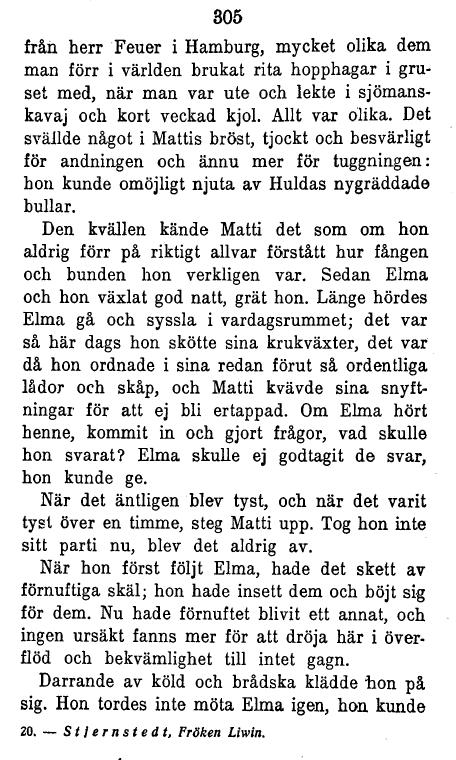 305
från herr Feuer i Hamburg, mycket olika dem
man förr i världen brukat rita hopphagar i gru-
set med, när man var ute och lekte i sjömans-
kavaj och kort veckad kjol. Allt var olika. Det
svällde något i Mattis bröst, tjockt och besvärligt
för andningen och ännu mer för tuggningen:
hon kunde omöjligt njuta av Huldas nygräddade
bullar.
Den kvällen kände Matti det som om hon
aldrig förr på riktigt allvar förstått hur fången
och bunden hon verkligen var. Sedan Elma
och hon växlat god natt, grät hon. Länge hördes
Elma gå och syssla i vardagsrummet; det var
så här dags hon skötte sina krukväxter, det var
då hon ordnade i sina redan förut så ordentliga
lådor och skåp, och Matti kvävde sina snyft-
ningar för att ej bli ertappad. Om Elma hört
henne, kommit in och gjort frågor, vad skulle
hon svarat? Elma skulle ej godtagit de svar,
hon kunde ge.
När det äntligen blev tyst, och när det varit
tyst över en timme, steg Matti upp. Tog hon inte
sitt parti nu, blev det aldrig av.
När hon först följt Elma, hade det skett av
förnuftiga skäl; hon hade insett dem och böjt sig
för dem. Nu hade förnuftet blivit ett annat, och
ingen ursäkt fanns mer för att dröja här i över-
flöd och bekvämlighet till intet gagn.
Darrande av köld och brådska klädde hon på
sig. Hon tordes inte möta Elma igen, hon kunde
20. — Stjernstedt, Fröken Liwin.